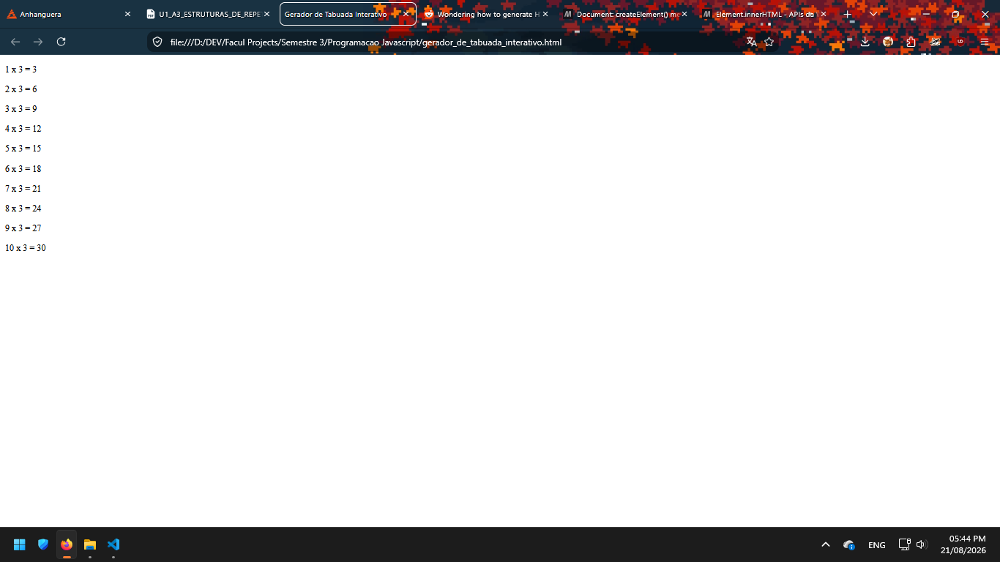 Anhanguera
U1_A3_ESTRUTURAS_DE_REPE
Gerador de Tabuada Interativo
Wondering how to generate H
Document: createElement() me
Element.innerHTML - APIs da
file:///D:/DEV/Facul Projects/Semestre 3/Programacao Javascript/gerador_de_tabuada_interativo.html
1 x 3 = 3
2 x 3 = 6
3 x 3 = 9
4 x 3 = 12
5 x 3 = 15
6 x 3 = 18
7 x 3 = 21
8 x 3 = 24
9 x 3 = 27
10 x 3 = 30
ENG
05:44 PM
21/08/2026